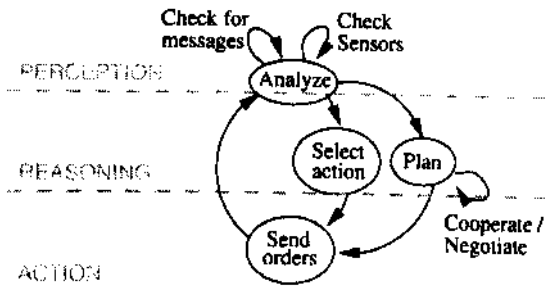 Check for
messages
Check
Sensors
PERCEPTION
Analyze
REASONING
Select
action
Plan
Cooperate /
Negotiate
Send
orders
ACTION